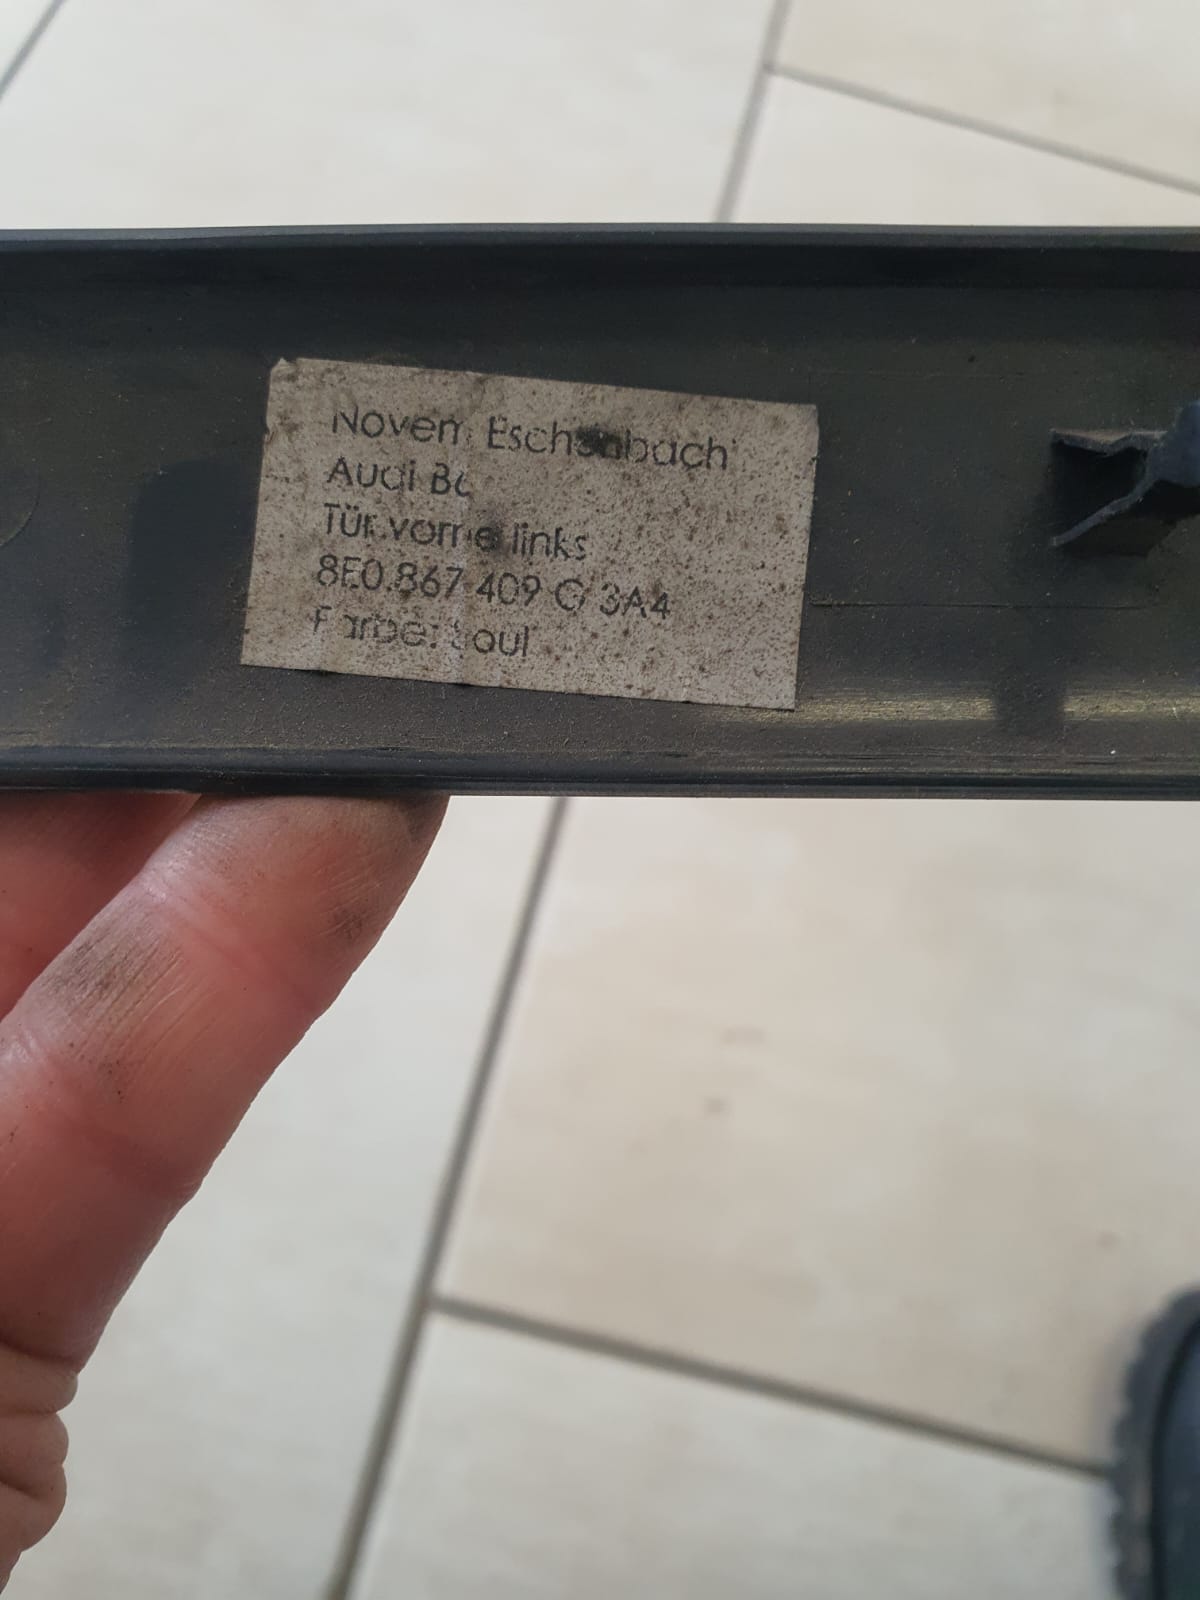 Novem Eschenbach
Audi B6
Tür vorne links
8E0.867 409 G 3A4
Farbe: soul